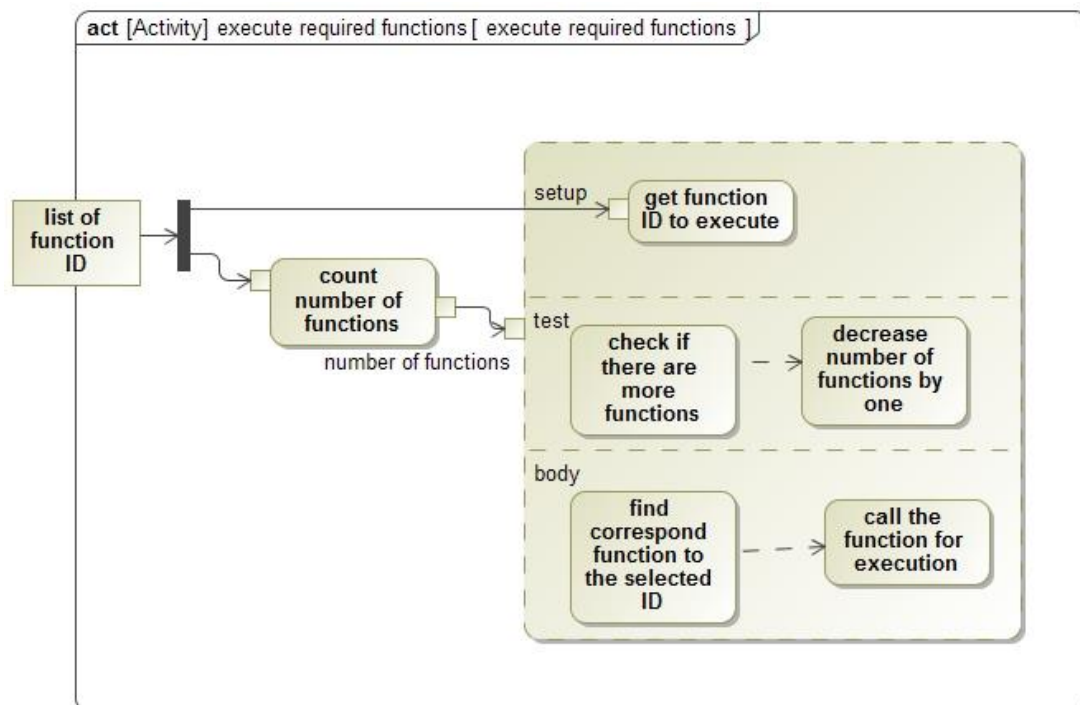 act [Activity] execute required functions [ execute required functions ]
list of
function
ID
count
number of
functions
number of functions
setup
get function
ID to execute
test
check if
there are
more
functions
decrease
number of
functions by
one
body
find
correspond
function to
the selected
ID
call the
function for
execution